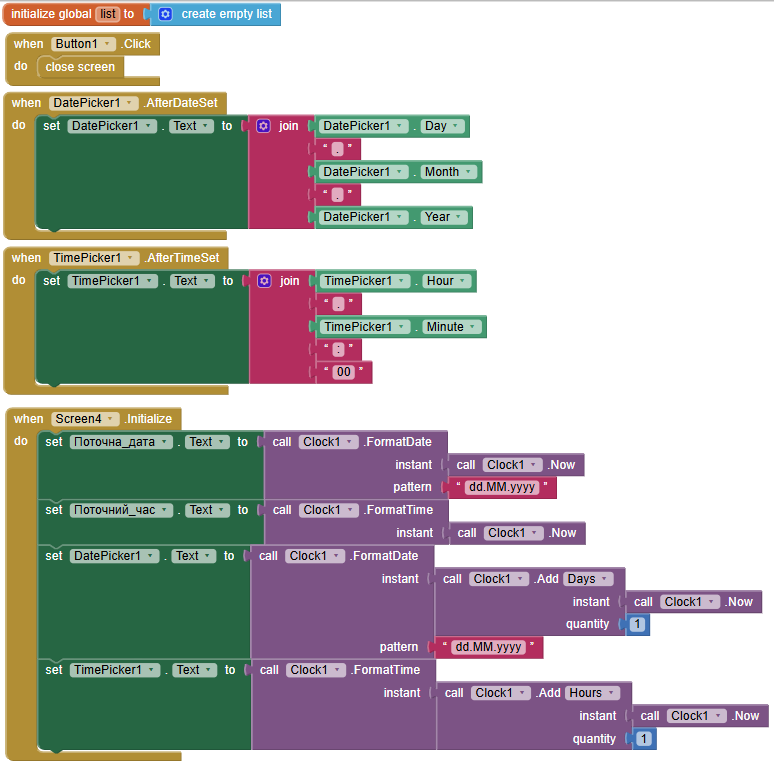 initialize global list to create empty list
when Button1 .Click
do close screen
when DatePicker1 .AfterDateSet
do set DatePicker1 . Text to join DatePicker1 . Day
“ . ”
DatePicker1 . Month
“ . ”
DatePicker1 . Year
when TimePicker1 .AfterTimeSet
do set TimePicker1 . Text to join TimePicker1 . Hour
“ : ”
TimePicker1 . Minute
“ : ”
“ 00 ”
when Screen4 .Initialize
do set Поточна_дата . Text to call Clock1 .FormatDate
instant call Clock1 .Now
pattern “ dd.MM.yyyy ”
set Поточний_час . Text to call Clock1 .FormatTime
instant call Clock1 .Now
set DatePicker1 . Text to call Clock1 .FormatDate
instant call Clock1 .Add Days
instant call Clock1 .Now
quantity 1
pattern “ dd.MM.yyyy ”
set TimePicker1 . Text to call Clock1 .FormatTime
instant call Clock1 .Add Hours
instant call Clock1 .Now
quantity 1